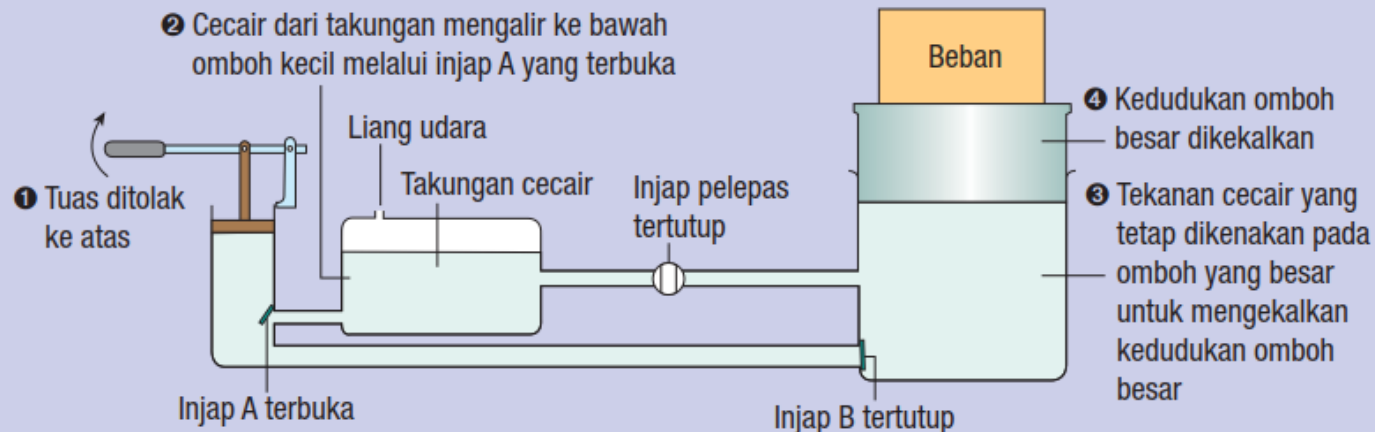 ❷ Cecair dari takungan mengalir ke bawah
omboh kecil melalui injap A yang terbuka
Liang udara
Takungan cecair
❶ Tuas ditolak
ke atas
Injap pelepas
tertutup
Beban
❹ Kedudukan omboh
besar dikekalkan
❸ Tekanan cecair yang
tetap dikenakan pada
omboh yang besar
untuk mengekalkan
kedudukan omboh
besar
Injap A terbuka
Injap B tertutup